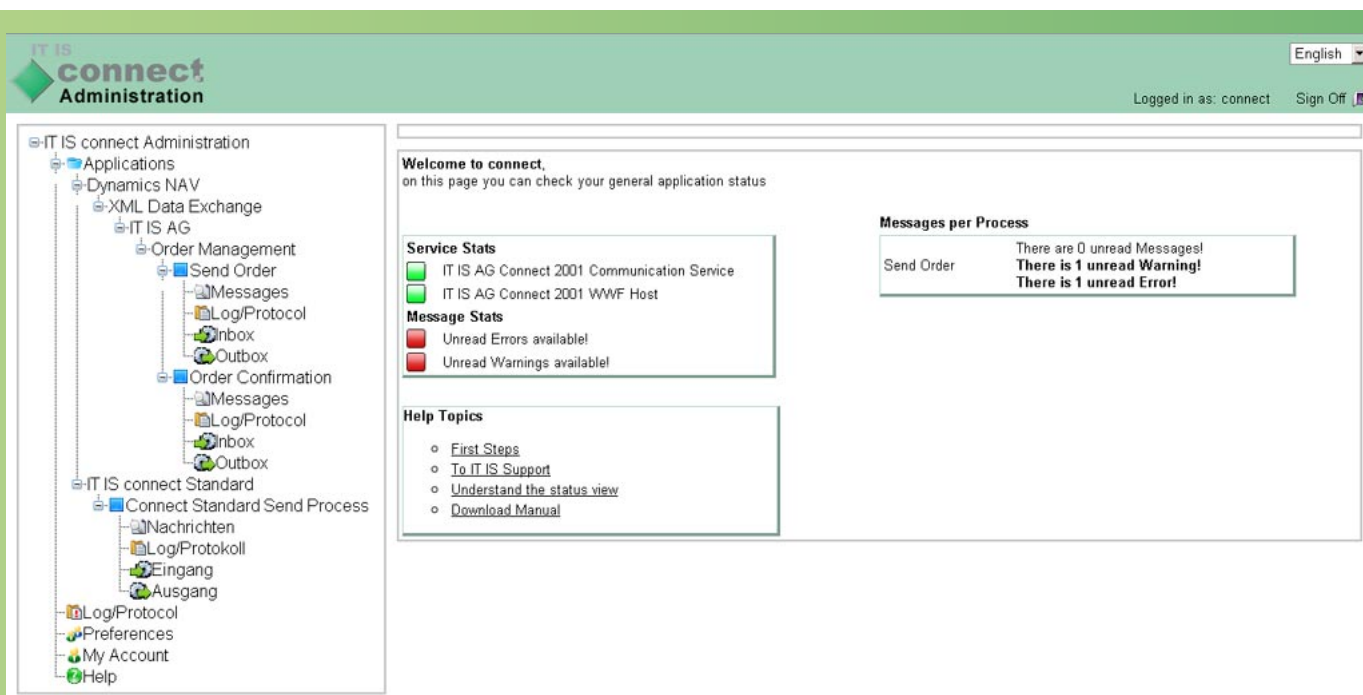 IT IS
connect
Administration
English
Logged in as: connect Sign Off
IT IS connect Administration
Applications
Dynamics NAV
XML Data Exchange
IT IS AG
Order Management
Send Order
Messages
Log/Protocol
Inbox
Outbox
Order Confirmation
Messages
Log/Protocol
Inbox
Outbox
IT IS connect Standard
Connect Standard Send Process
Nachrichten
Log/Protokoll
Eingang
Ausgang
Log/Protocol
Preferences
My Account
Help
Welcome to connect,
on this page you can check your general application status
Service Stats
IT IS AG Connect 2001 Communication Service
IT IS AG Connect 2001 WWF Host
Message Stats
Unread Errors available!
Unread Warnings available!
Help Topics
First Steps
To IT IS Support
Understand the status view
Download Manual
Messages per Process
Send Order
There are 0 unread Messages!
There is 1 unread Warning!
There is 1 unread Error!